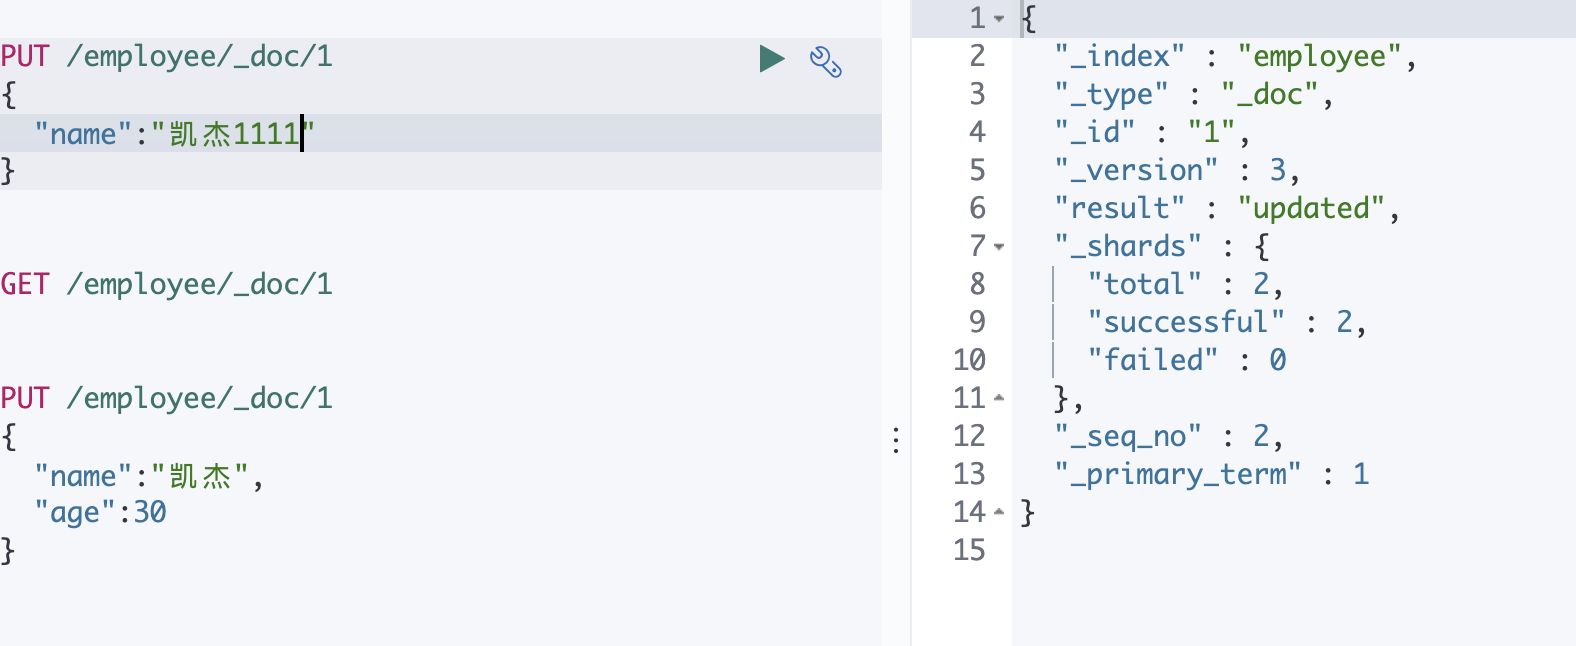 PUT /employee/_doc/1
{
  "name":"凯杰1111"
}
GET /employee/_doc/1
PUT /employee/_doc/1
{
  "name":"凯杰",
  "age":30
}
1 {
2   "_index" : "employee",
3   "_type" : "_doc",
4   "_id" : "1",
5   "_version" : 3,
6   "result" : "updated",
7   "_shards" : {
8     "total" : 2,
9     "successful" : 2,
10     "failed" : 0
11   },
12   "_seq_no" : 2,
13   "_primary_term" : 1
14 }
15